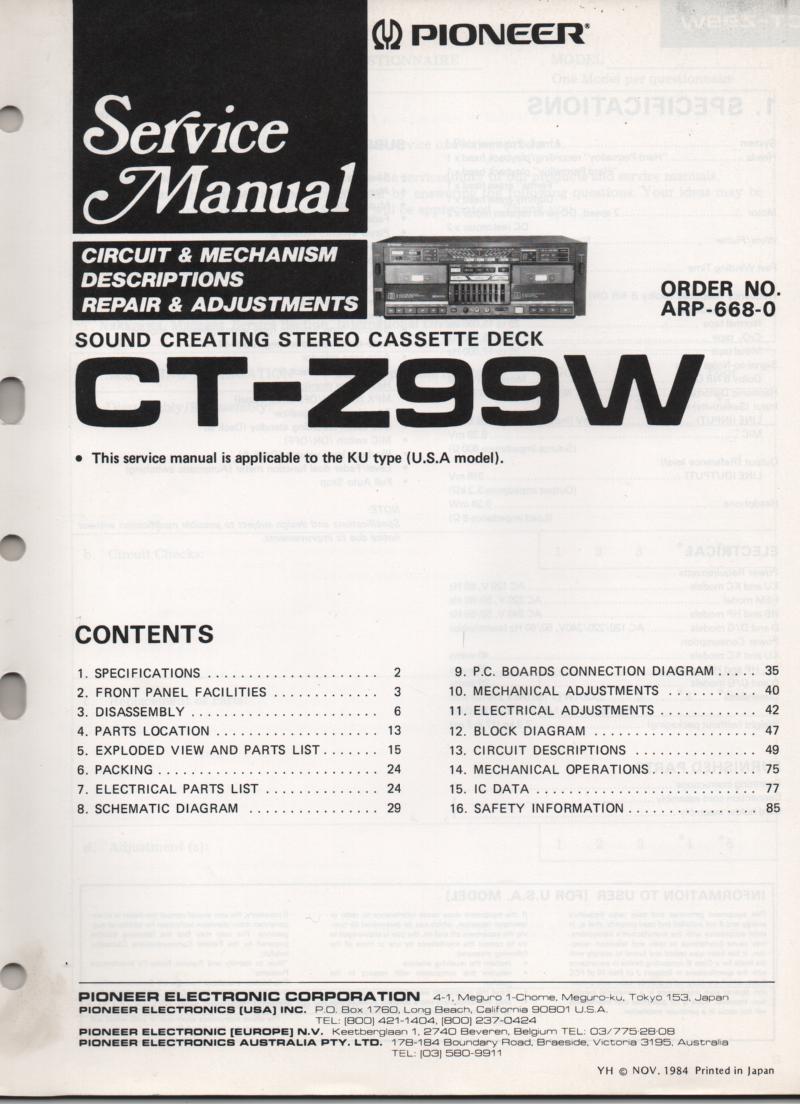 PIONEER®
Service
Manual
CIRCUIT & MECHANISM
DESCRIPTIONS
REPAIR & ADJUSTMENTS
ORDER NO.
ARP-668-0
SOUND CREATING STEREO CASSETTE DECK
CT-Z99W
• This service manual is applicable to the KU type (U.S.A model).
CONTENTS
1. SPECIFICATIONS ..................... 2
2. FRONT PANEL FACILITIES ............. 3
3. DISASSEMBLY ....................... 6
4. PARTS LOCATION .................... 13
5. EXPLODED VIEW AND PARTS LIST ....... 15
6. PACKING ........................... 24
7. ELECTRICAL PARTS LIST .............. 24
8. SCHEMATIC DIAGRAM ................ 29
9. P.C. BOARDS CONNECTION DIAGRAM ..... 35
10. MECHANICAL ADJUSTMENTS ........... 40
11. ELECTRICAL ADJUSTMENTS ............ 42
12. BLOCK DIAGRAM .................... 47
13. CIRCUIT DESCRIPTIONS .............. 49
14. MECHANICAL OPERATIONS ............. 75
15. IC DATA .......................... 77
16. SAFETY INFORMATION ................ 85
PIONEER ELECTRONIC CORPORATION 4-1, Meguro 1-Chome, Meguro-ku, Tokyo 153, Japan
PIONEER ELECTRONICS [USA] INC. P.O. Box 1760, Long Beach, California 90801 U.S.A.
TEL: [800] 421-1404, [800] 237-0424
PIONEER ELECTRONIC [EUROPE] N.V. Keetberglaan 1, 2740 Beveren, Belgium TEL: 03/775·28·08
PIONEER ELECTRONICS AUSTRALIA PTY. LTD. 178-184 Boundary Road, Braeside, Victoria 3195, Australia
TEL: [03] 580-9911
YH © NOV. 1984 Printed in Japan